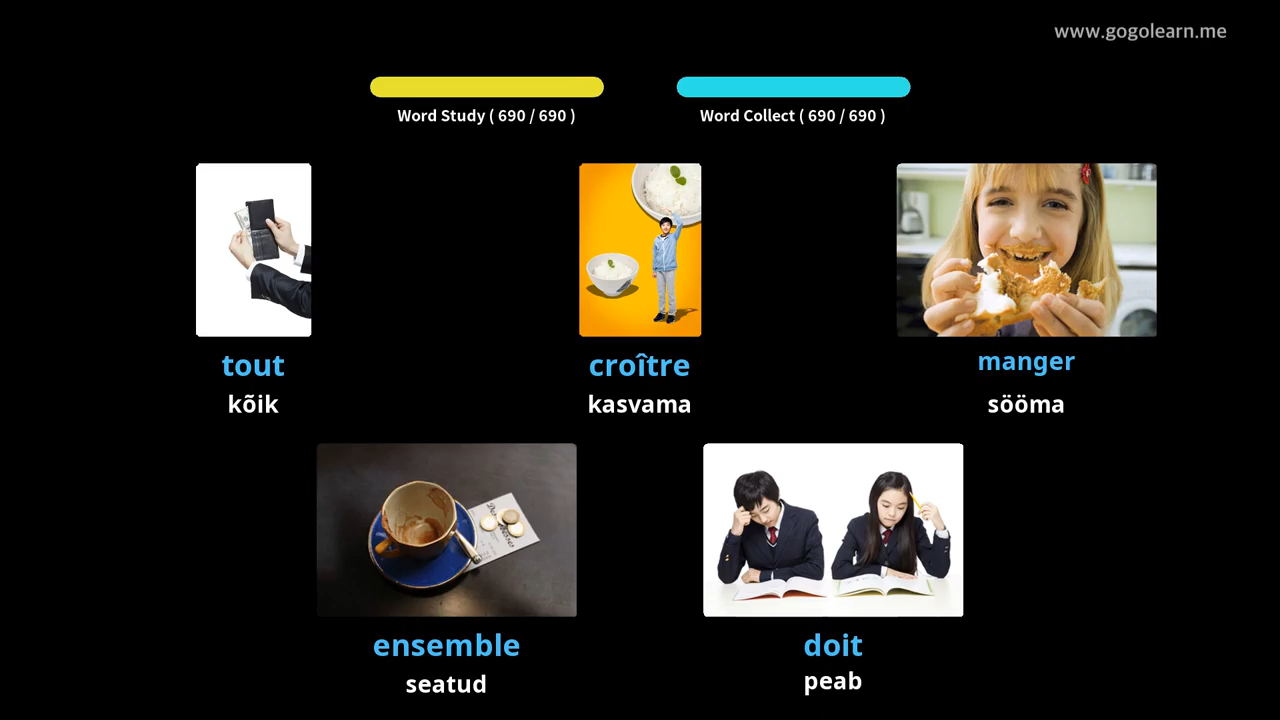 www.gogolearn.me
Word Study ( 690 / 690 )
Word Collect ( 690 / 690 )
tout
kõik
croître
kasvama
manger
sööma
ensemble
seatud
doit
peab